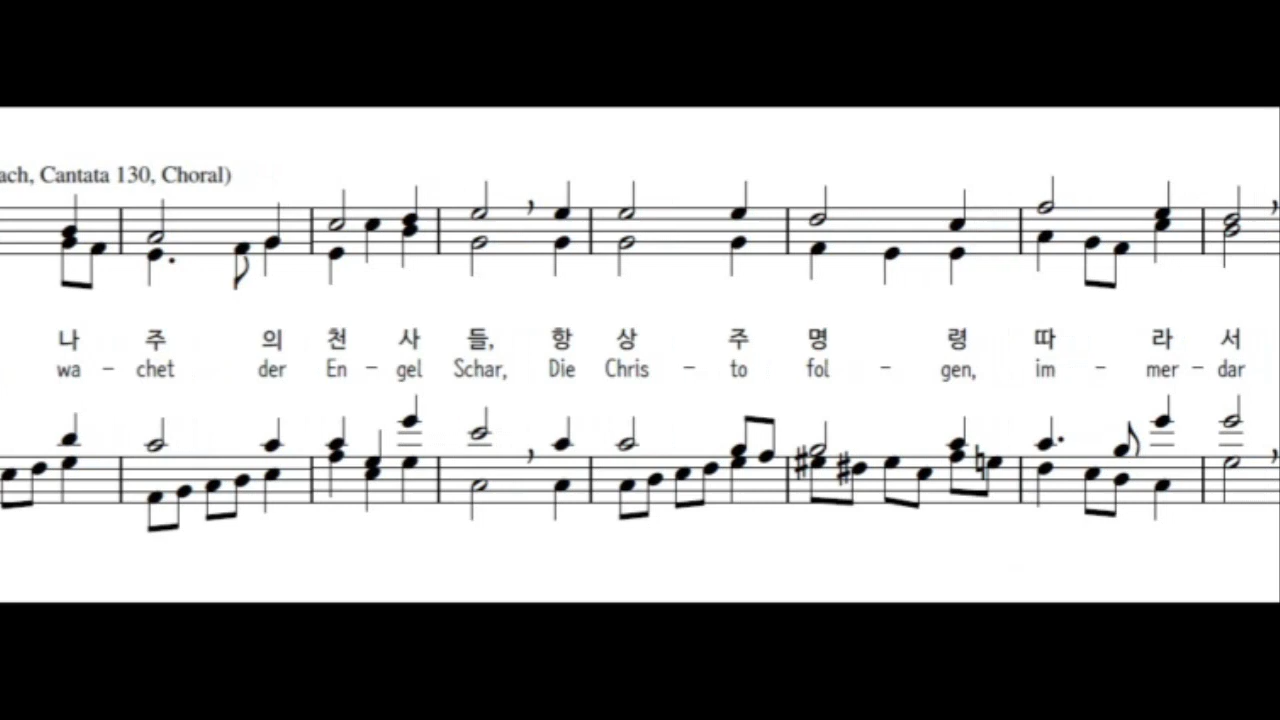 ach, Cantata 130, Choral)
나 주 의 천 사 들, 항 상 주 명 령 따 라 서
wa – chet der En – gel Schar, Die Chris – to fol – gen, im – mer – dar